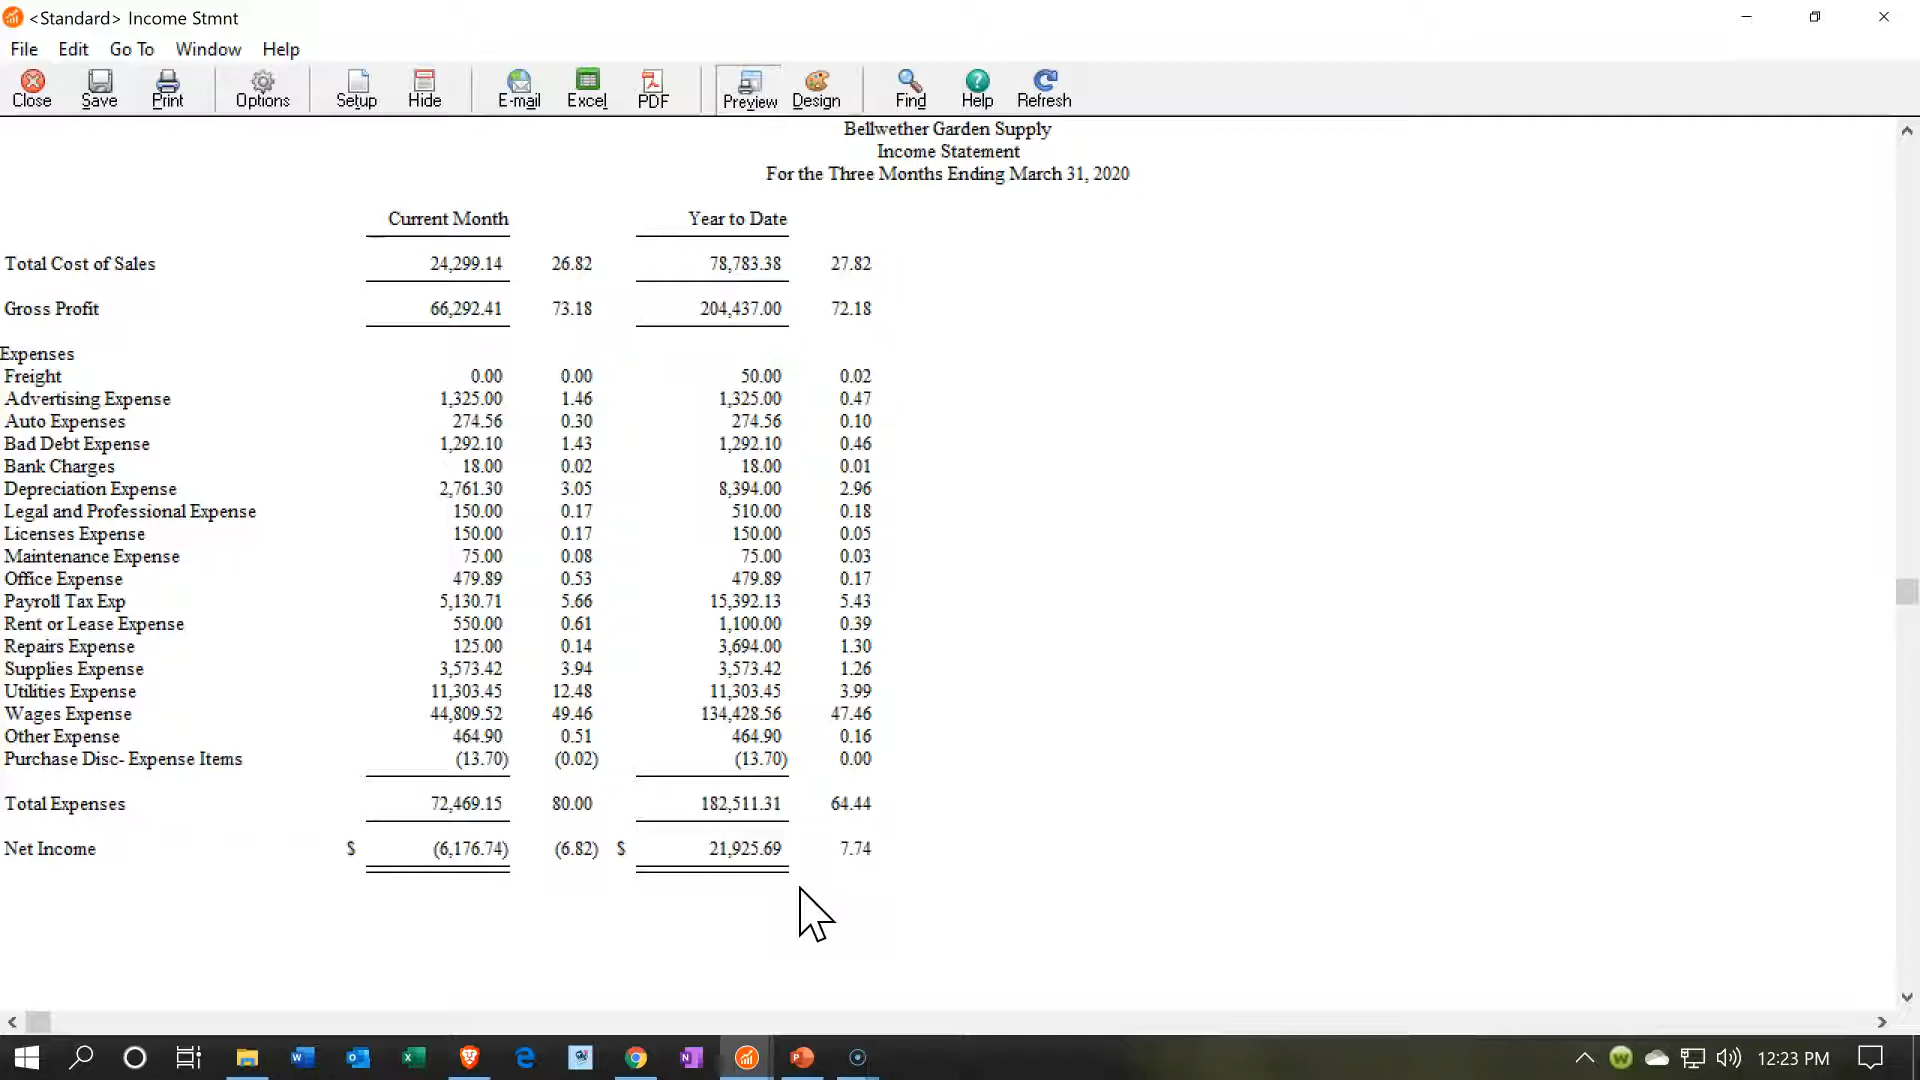 <Standard> Income Stmnt
File Edit Go To Window Help
Close Save Print Options Setup Hide E-mail Excel PDF Preview Design Find Help Refresh
Bellwether Garden Supply
Income Statement
For the Three Months Ending March 31, 2020
Current Month Year to Date
Total Cost of Sales 24,299.14 26.82 78,783.38 27.82
Gross Profit 66,292.41 73.18 204,437.00 72.18
Expenses
Freight 0.00 0.00 50.00 0.02
Advertising Expense 1,325.00 1.46 1,325.00 0.47
Auto Expenses 274.56 0.30 274.56 0.10
Bad Debt Expense 1,292.10 1.43 1,292.10 0.46
Bank Charges 18.00 0.02 18.00 0.01
Depreciation Expense 2,761.30 3.05 8,394.00 2.96
Legal and Professional Expense 150.00 0.17 510.00 0.18
Licenses Expense 150.00 0.17 150.00 0.05
Maintenance Expense 75.00 0.08 75.00 0.03
Office Expense 479.89 0.53 479.89 0.17
Payroll Tax Exp 5,130.71 5.66 15,392.13 5.43
Rent or Lease Expense 550.00 0.61 1,100.00 0.39
Repairs Expense 125.00 0.14 3,694.00 1.30
Supplies Expense 3,573.42 3.94 3,573.42 1.26
Utilities Expense 11,303.45 12.48 11,303.45 3.99
Wages Expense 44,809.52 49.46 134,428.56 47.46
Other Expense 464.90 0.51 464.90 0.16
Purchase Disc- Expense Items (13.70) (0.02) (13.70) 0.00
Total Expenses 72,469.15 80.00 182,511.31 64.44
Net Income $ (6,176.74) (6.82) $ 21,925.69 7.74
12:23 PM